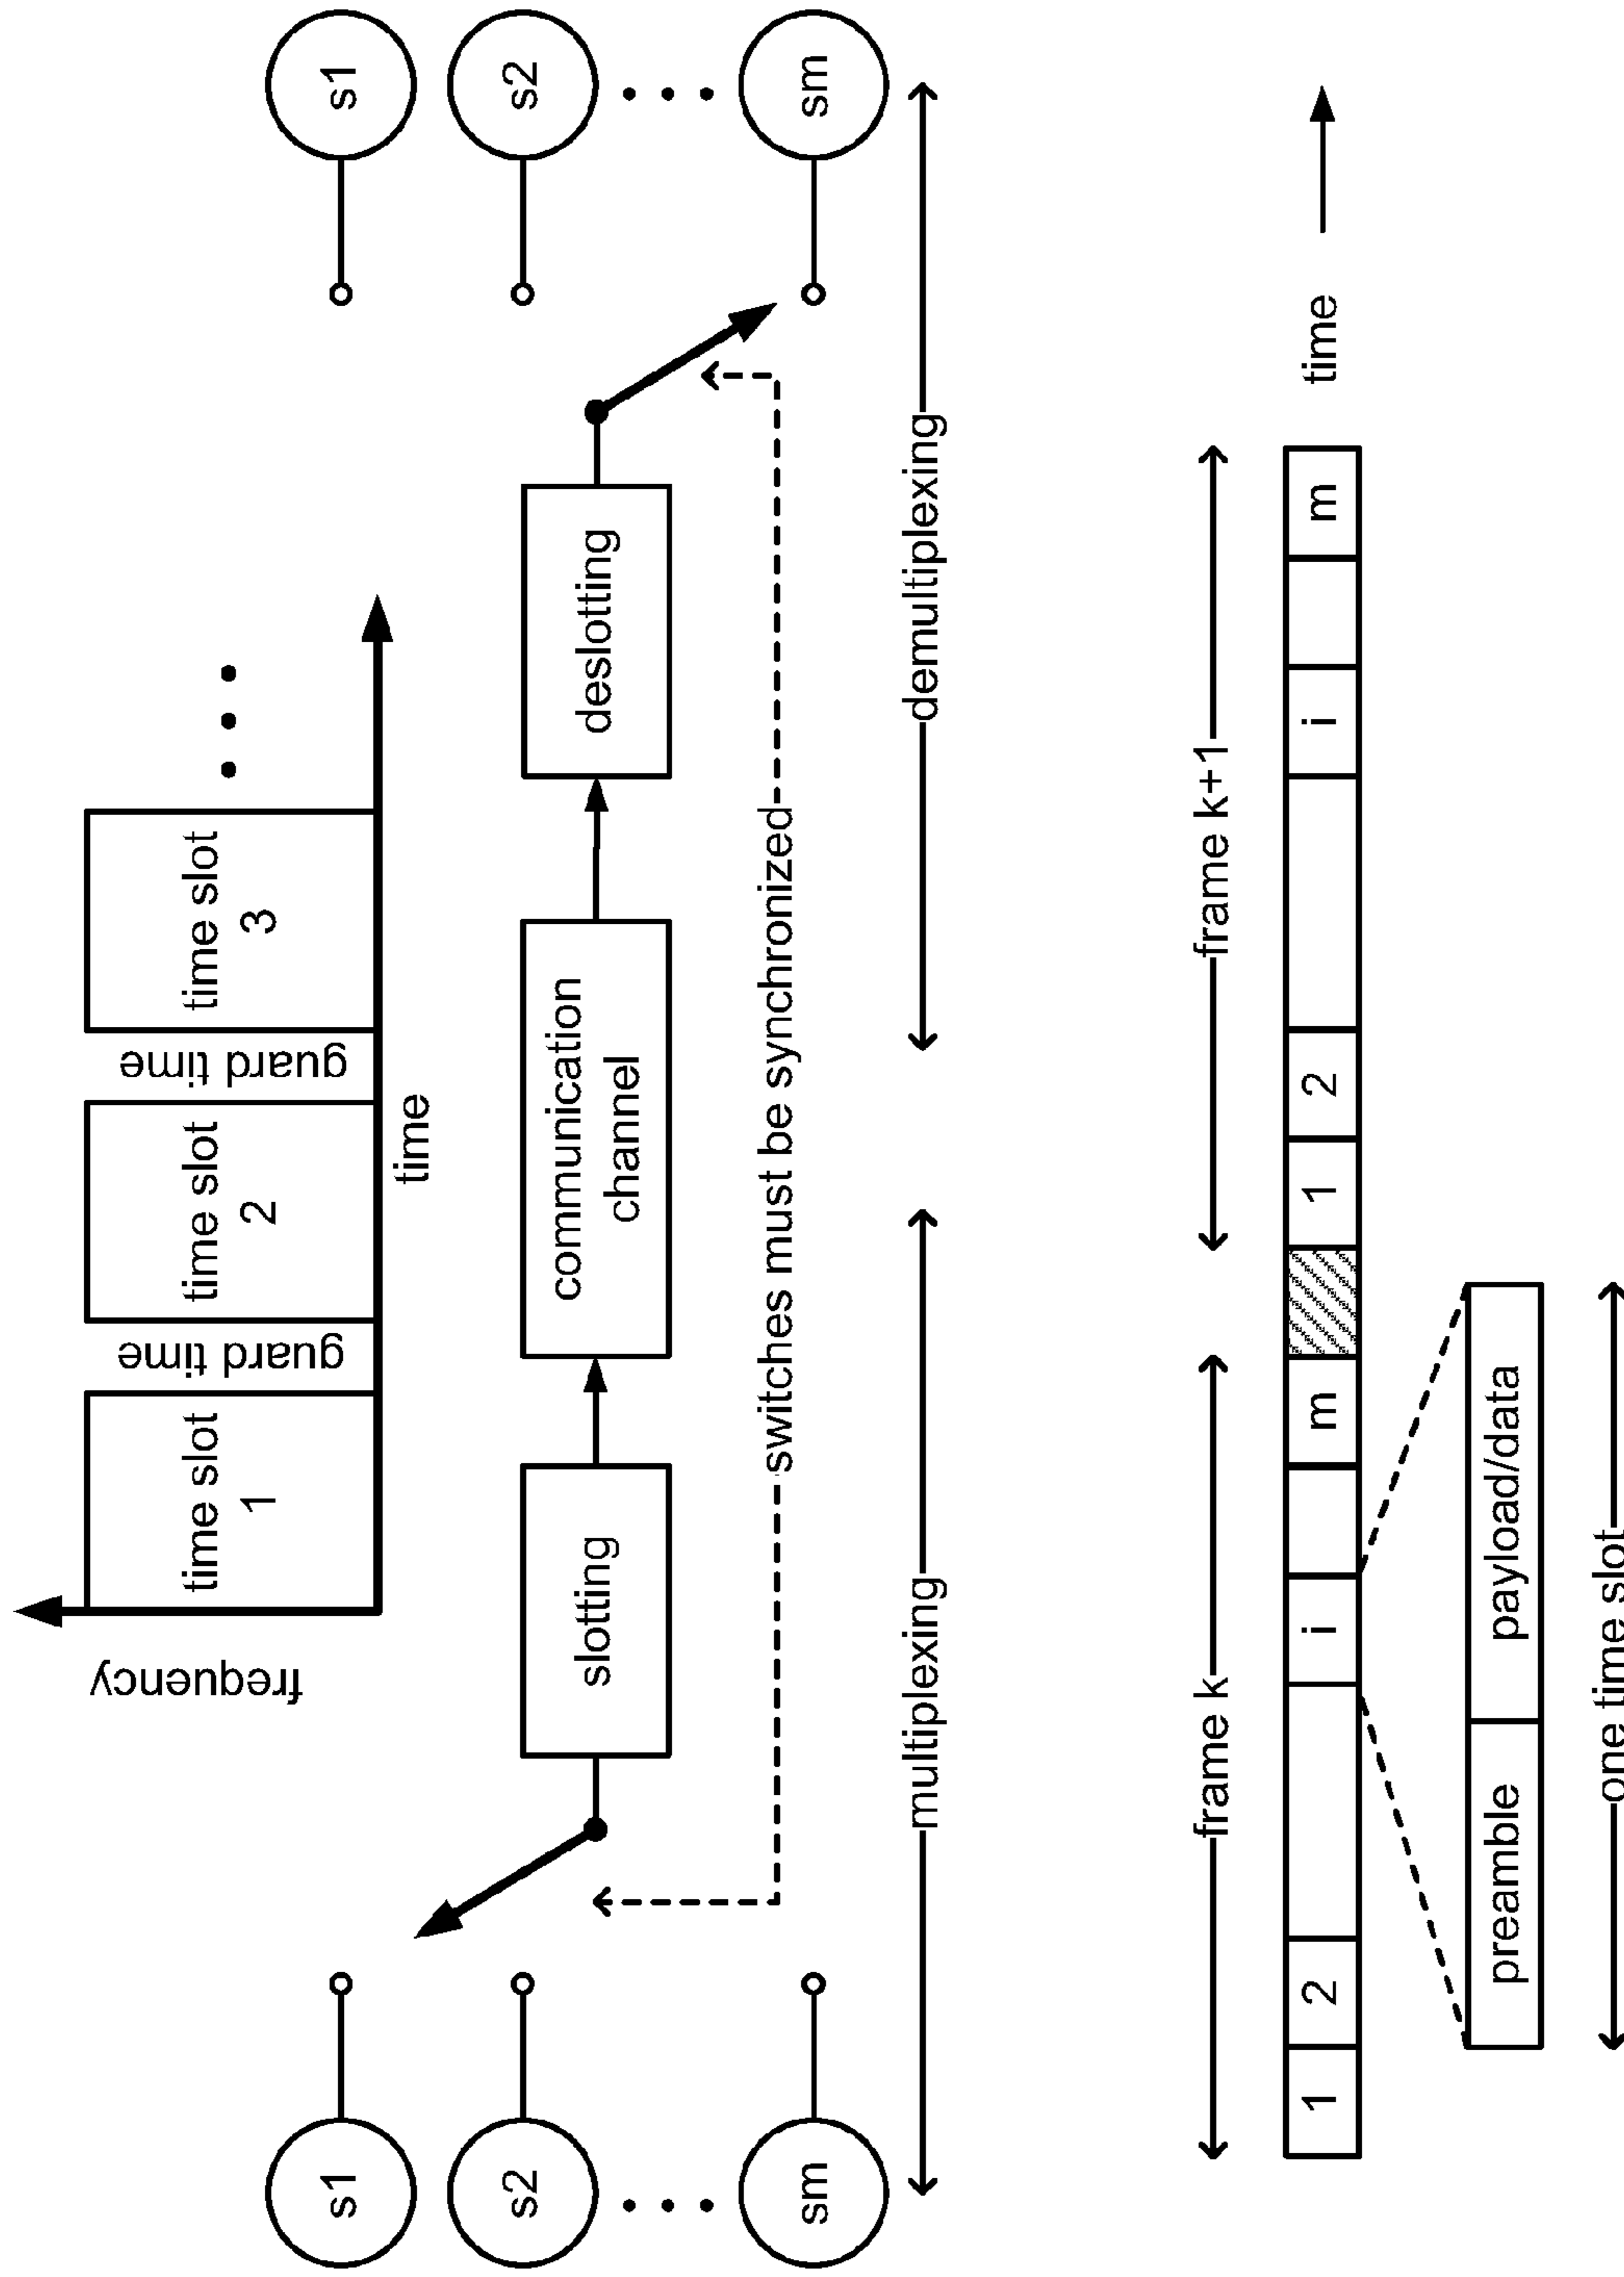 frequency
time slot
1
guard time
time slot
2
guard time
time slot
3
time
s1
s2
sm
slotting
communication
channel
deslotting
s1
s2
sm
switches must be synchronized
multiplexing
demultiplexing
frame k
frame k+1
1
2
i
m
1
2
i
m
time
preamble
payload/data
one time slot